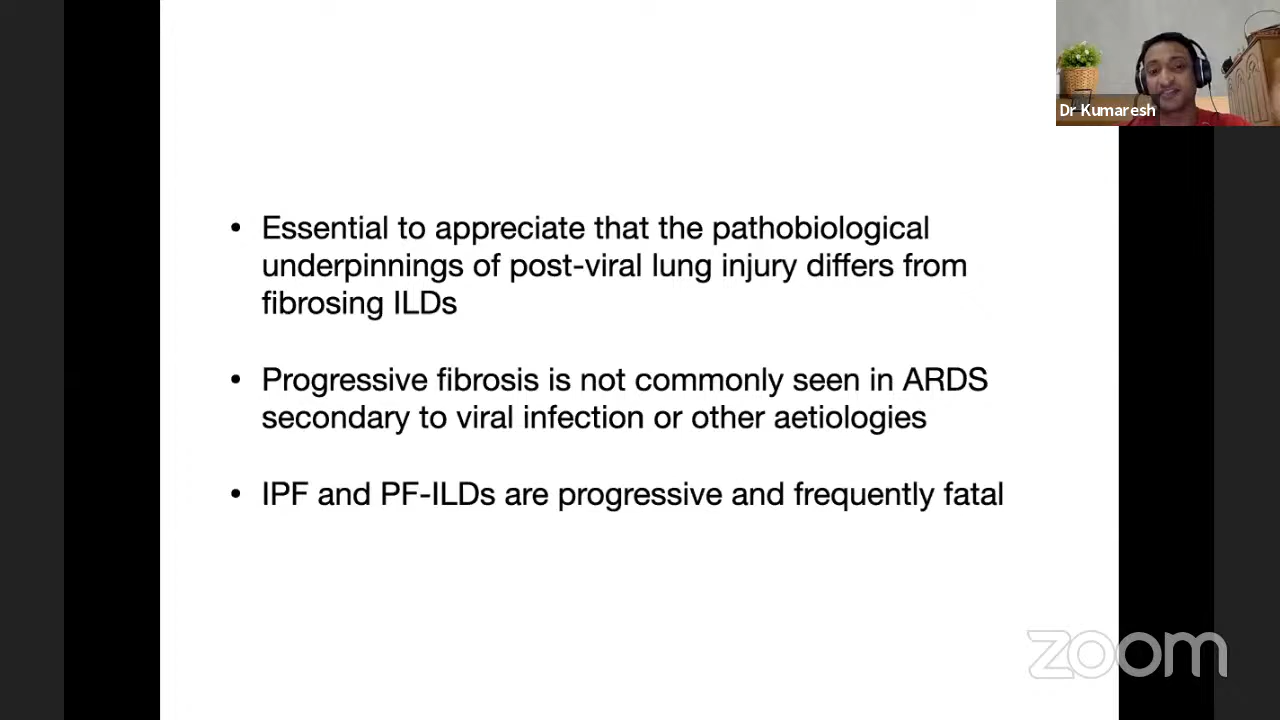 Dr Kumaresh
• Essential to appreciate that the pathobiological
underpinnings of post-viral lung injury differs from
fibrosing ILDs
• Progressive fibrosis is not commonly seen in ARDS
secondary to viral infection or other aetiologies
• IPF and PF-ILDs are progressive and frequently fatal
zoom